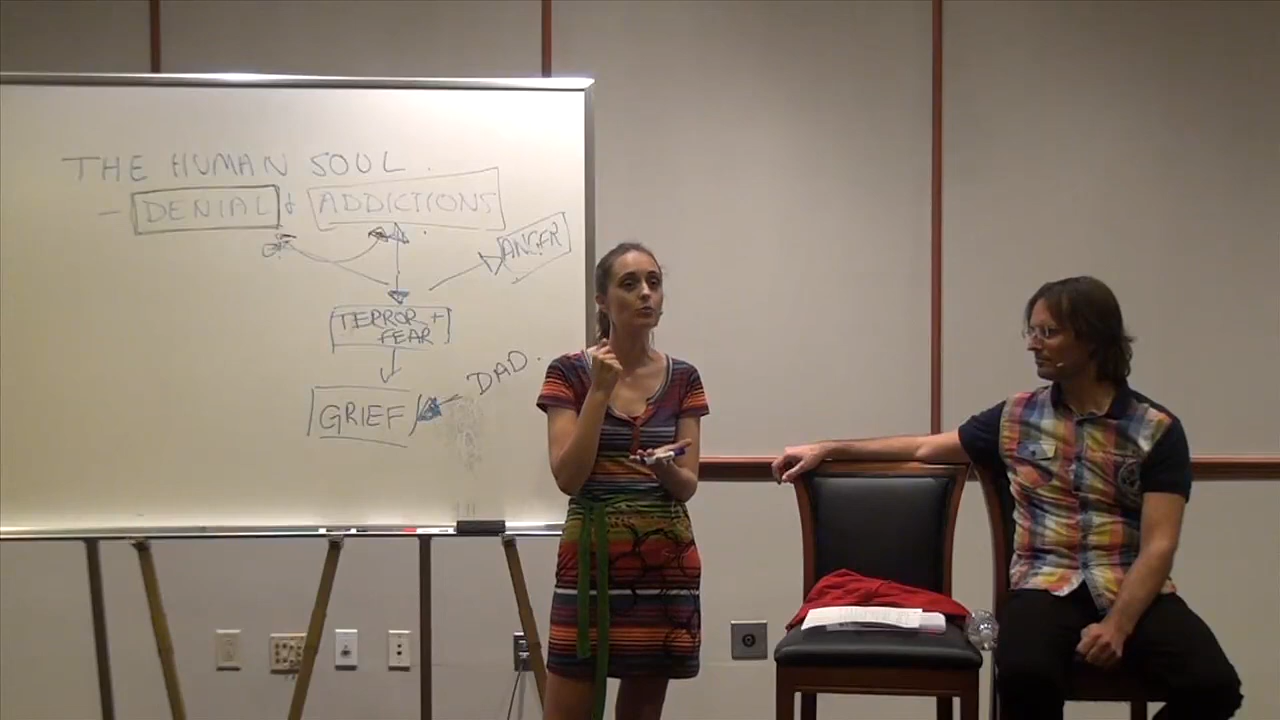 THE HUMAN SOUL.
- DENIAL & ADDICTIONS
ANGER
TERROR +
FEAR
DAD.
GRIEF